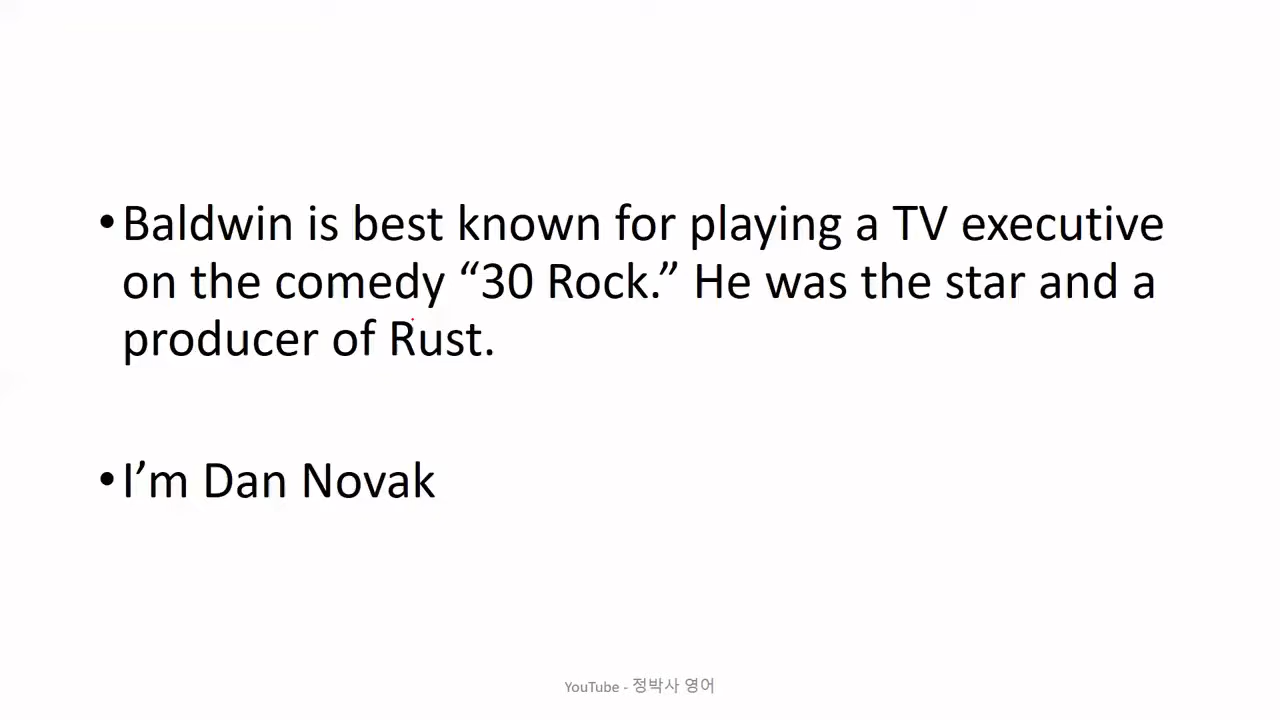 •Baldwin is best known for playing a TV executive
on the comedy “30 Rock.” He was the star and a
producer of Rust.
•I’m Dan Novak
YouTube - 정박사 영어